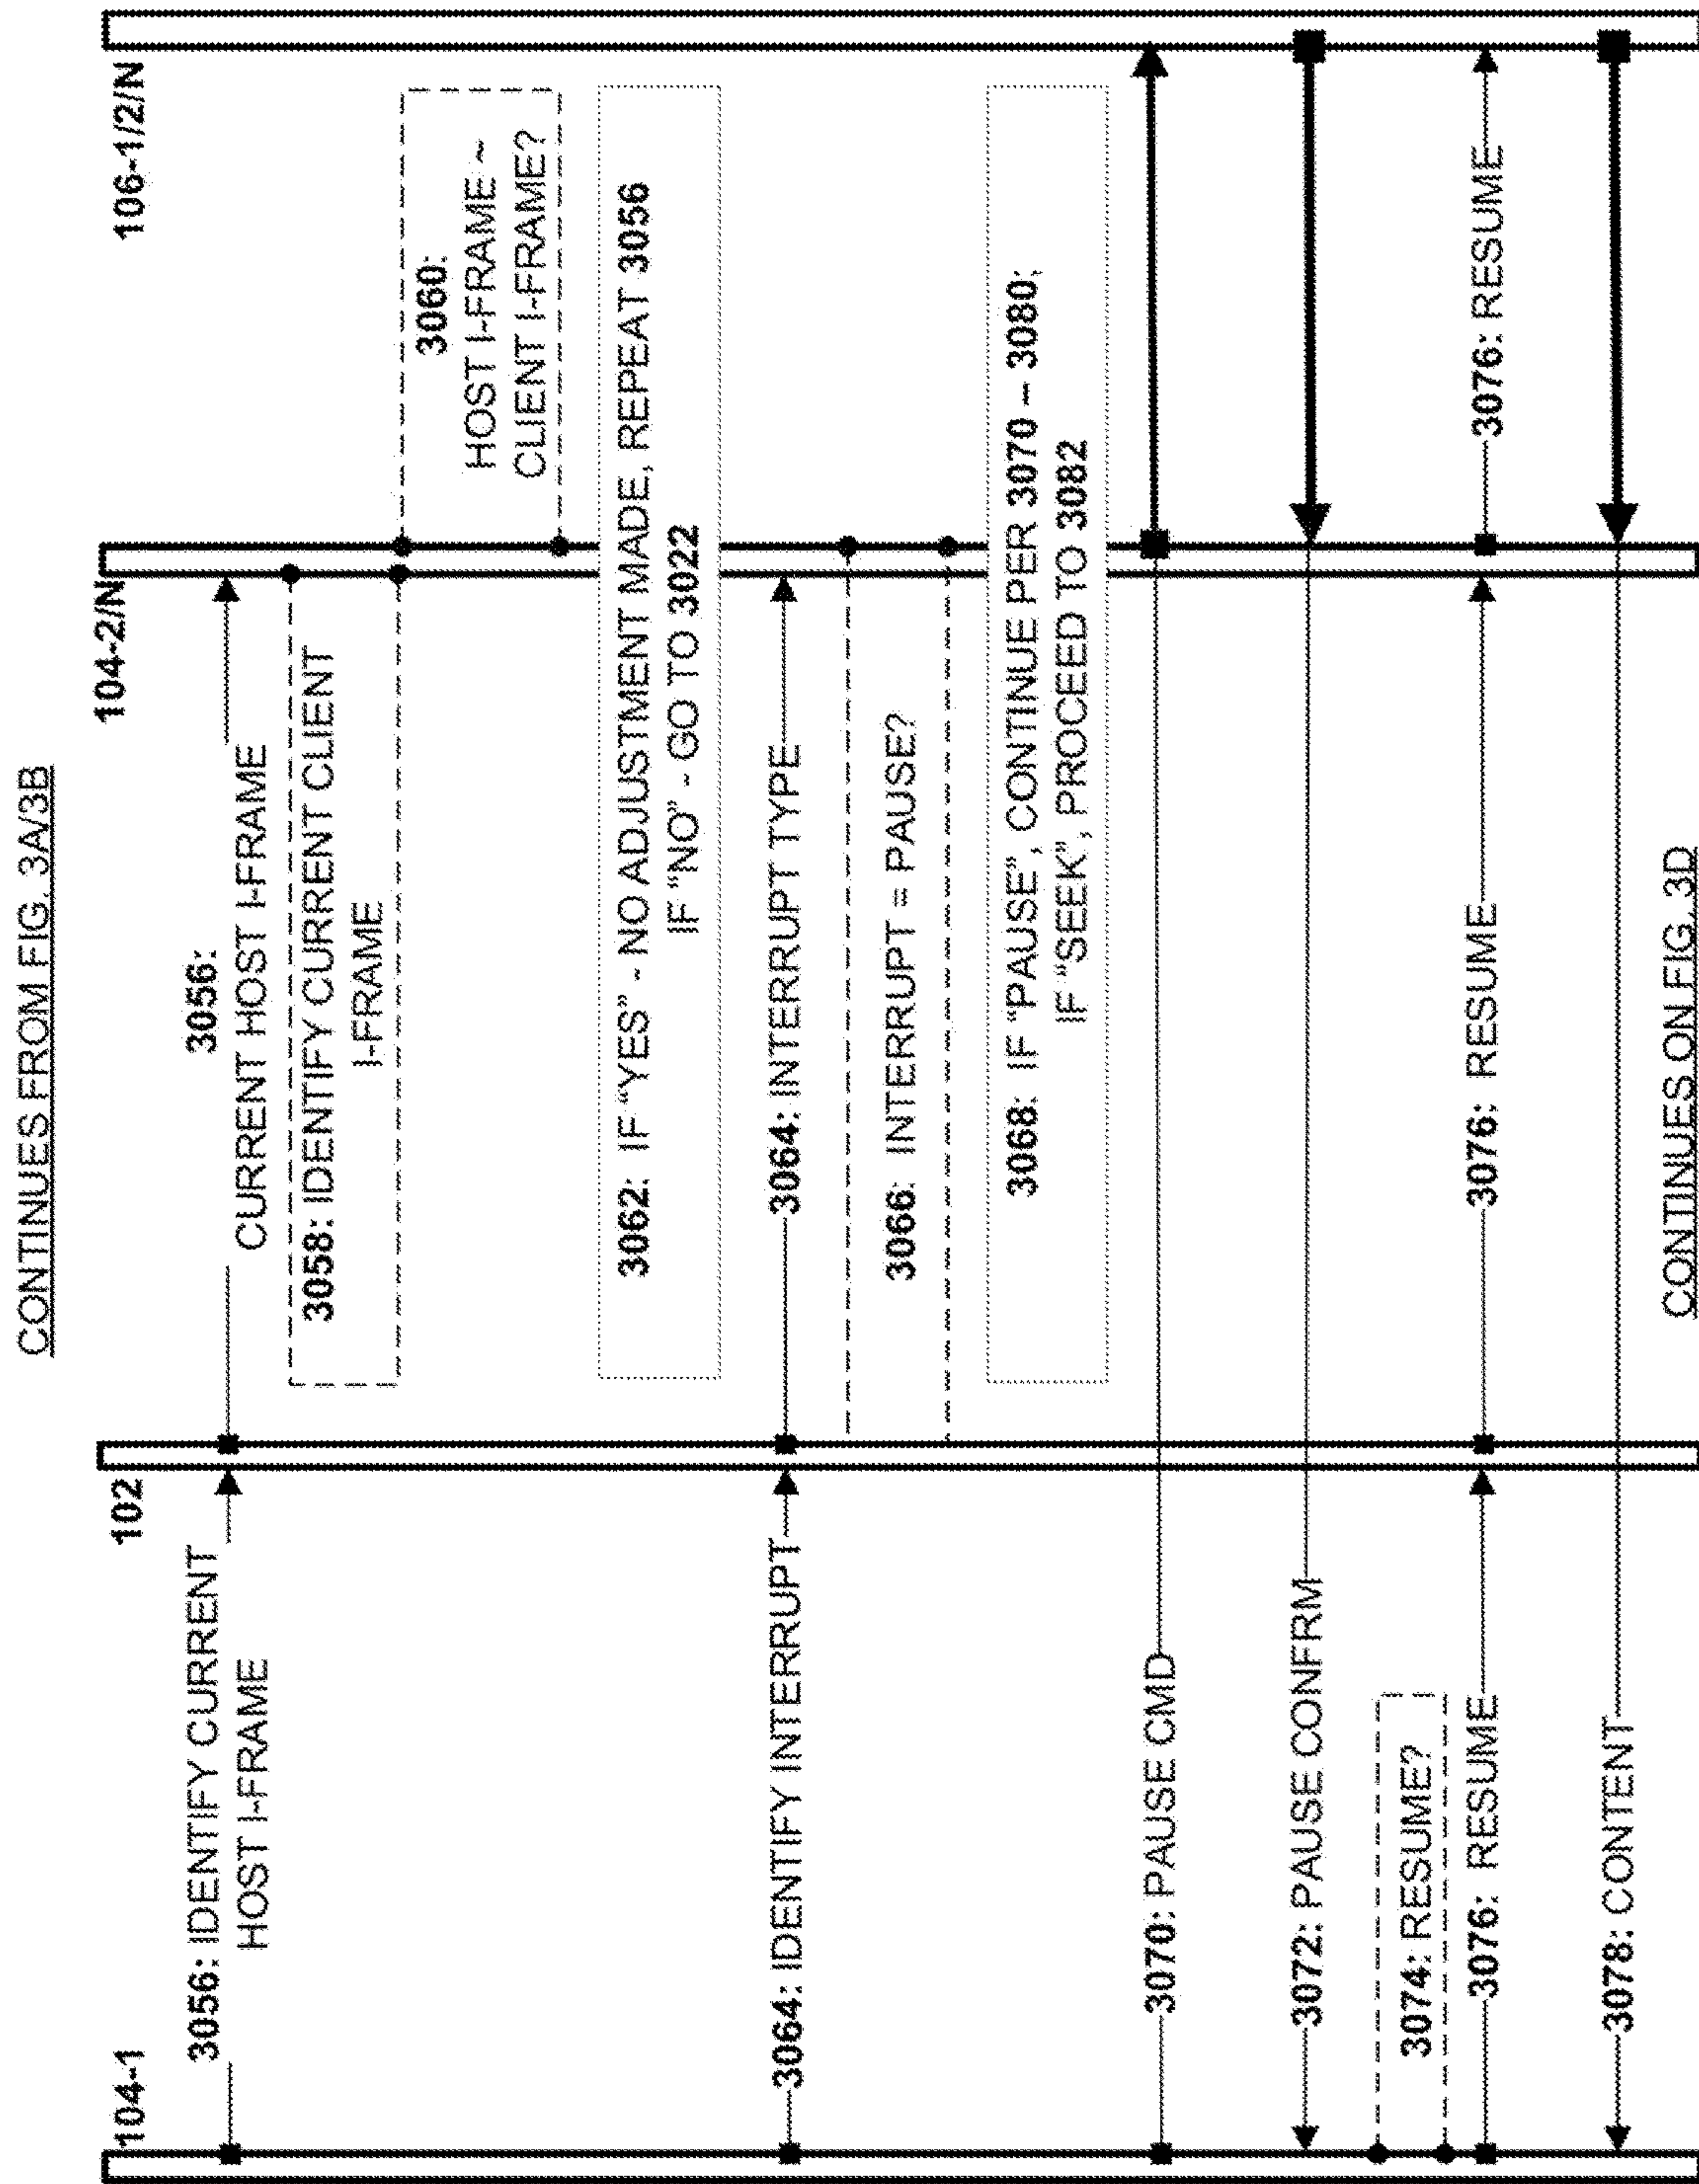 CONTINUES FROM FIG. 3A/3B
104-1
102
104-2/N
106-1/2/N
3056: IDENTIFY CURRENT
HOST I-FRAME
3056:
CURRENT HOST I-FRAME
3058: IDENTIFY CURRENT CLIENT
I-FRAME
3060:
HOST I-FRAME ~
CLIENT I-FRAME?
3062: IF "YES" - NO ADJUSTMENT MADE, REPEAT 3056
IF "NO" - GO TO 3022
3064: IDENTIFY INTERRUPT
3064: INTERRUPT TYPE
3066: INTERRUPT = PAUSE?
3068: IF "PAUSE", CONTINUE PER 3070 – 3080;
IF "SEEK", PROCEED TO 3082
3070: PAUSE CMD
3072: PAUSE CONFRM
3074: RESUME?
3076: RESUME
3076: RESUME
3076: RESUME
3078: CONTENT
CONTINUES ON FIG. 3D